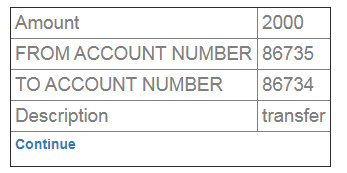 Amount 2000
FROM ACCOUNT NUMBER 86735
TO ACCOUNT NUMBER 86734
Description transfer
Continue